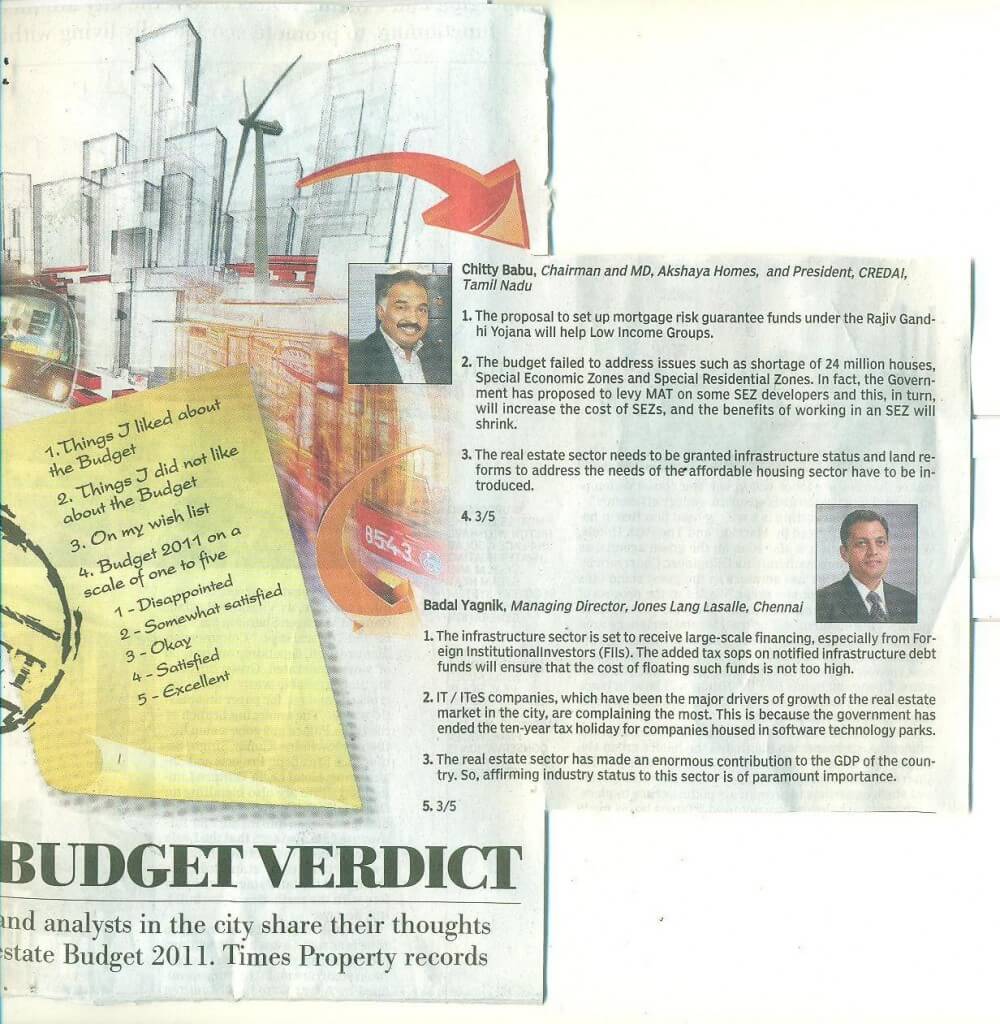 Chitty Babu, Chairman and MD, Akshaya Homes, and President, CREDAI,
Tamil Nadu
1. The proposal to set up mortgage risk guarantee funds under the Rajiv Gand-
hi Yojana will help Low Income Groups.
2. The budget failed to address issues such as shortage of 24 million houses,
Special Economic Zones and Special Residential Zones. In fact, the Govern-
ment has proposed to levy MAT on some SEZ developers and this, in turn,
will increase the cost of SEZs, and the benefits of working in an SEZ will
shrink.
3. The real estate sector needs to be granted infrastructure status and land re-
forms to address the needs of the affordable housing sector have to be in-
troduced.
4. 3/5
1. Things I liked about
the Budget
2. Things I did not like
about the Budget
3. On my wish list
4. Budget 2011 on a
scale of one to five
1 - Disappointed
2 - Somewhat satisfied
3 - Okay
4 - Satisfied
5 - Excellent
8543
Badal Yagnik, Managing Director, Jones Lang Lasalle, Chennai
1. The infrastructure sector is set to receive large-scale financing, especially from For-
eign InstitutionalInvestors (FIIs). The added tax sops on notified infrastructure debt
funds will ensure that the cost of floating such funds is not too high.
2. IT / ITeS companies, which have been the major drivers of growth of the real estate
market in the city, are complaining the most. This is because the government has
ended the ten-year tax holiday for companies housed in software technology parks.
3. The real estate sector has made an enormous contribution to the GDP of the coun-
try. So, affirming industry status to this sector is of paramount importance.
5. 3/5
BUDGET VERDICT
and analysts in the city share their thoughts
estate Budget 2011. Times Property records